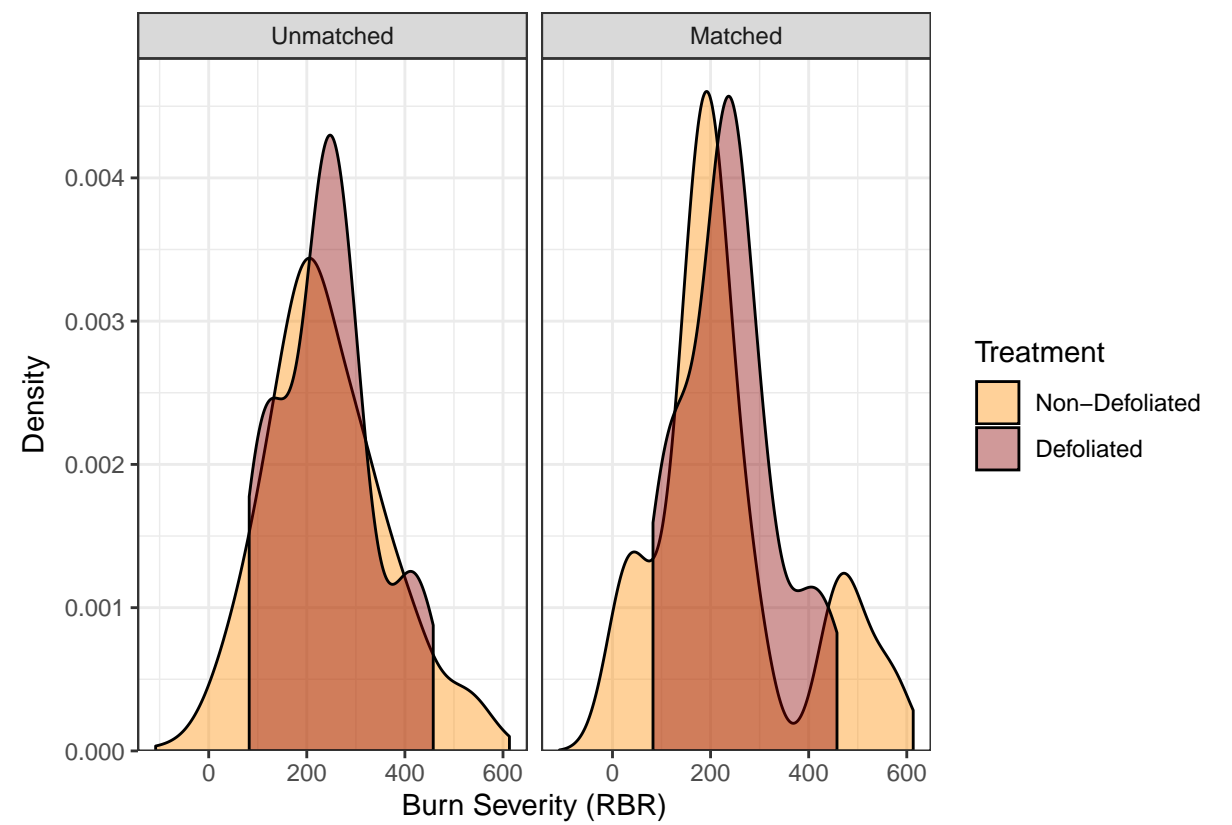 Unmatched
Matched
Density
0.004
0.003
0.002
0.001
0.000
0 200 400 600
0 200 400 600
Burn Severity (RBR)
Treatment
Non−Defoliated
Defoliated